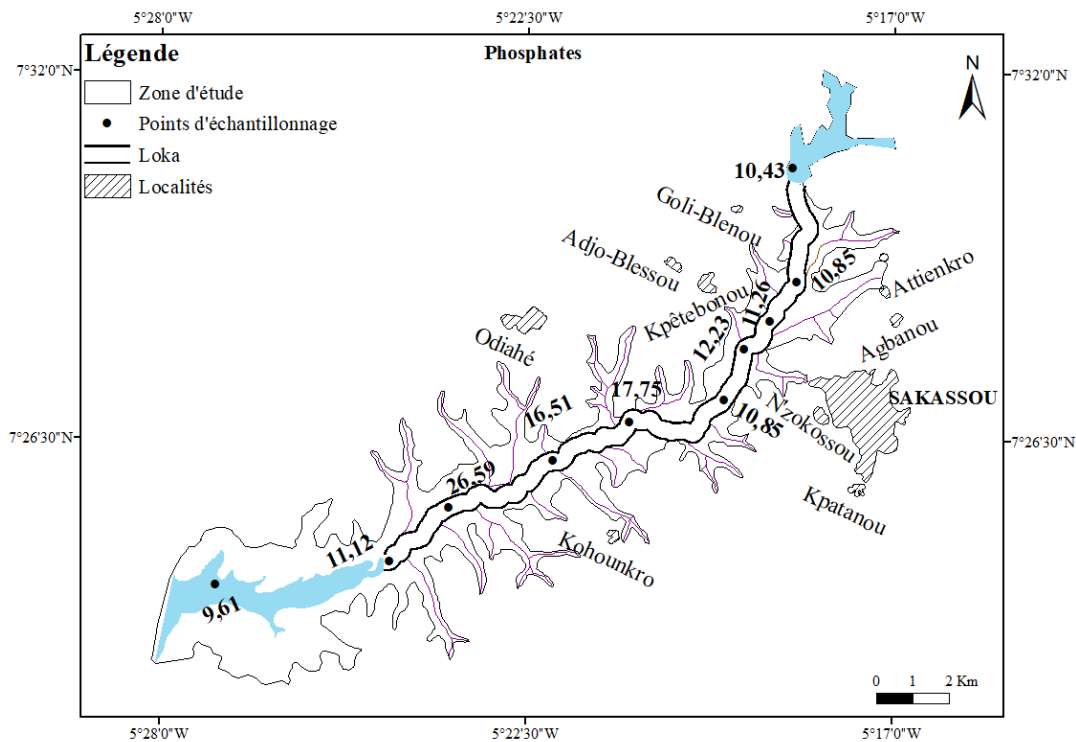 5°28'0"W
5°22'30"W
5°17'0"W
Légende
Phosphates
N
7°32'0"N
7°32'0"N
Zone d'étude
Points d'échantillonnage
Loka
Localités
10,43
Goli-Blenou
Adjo-Blessou
10,85
Attienkro
Kpêtebonou
11,26
12,23
Agbanou
Odiahé
17,75
SAKASSOU
N'zokossou
10,85
16,51
7°26'30"N
7°26'30"N
26,59
Kpatanou
Kohounkro
11,12
9,61
0 1 2 Km
5°28'0"W
5°22'30"W
5°17'0"W